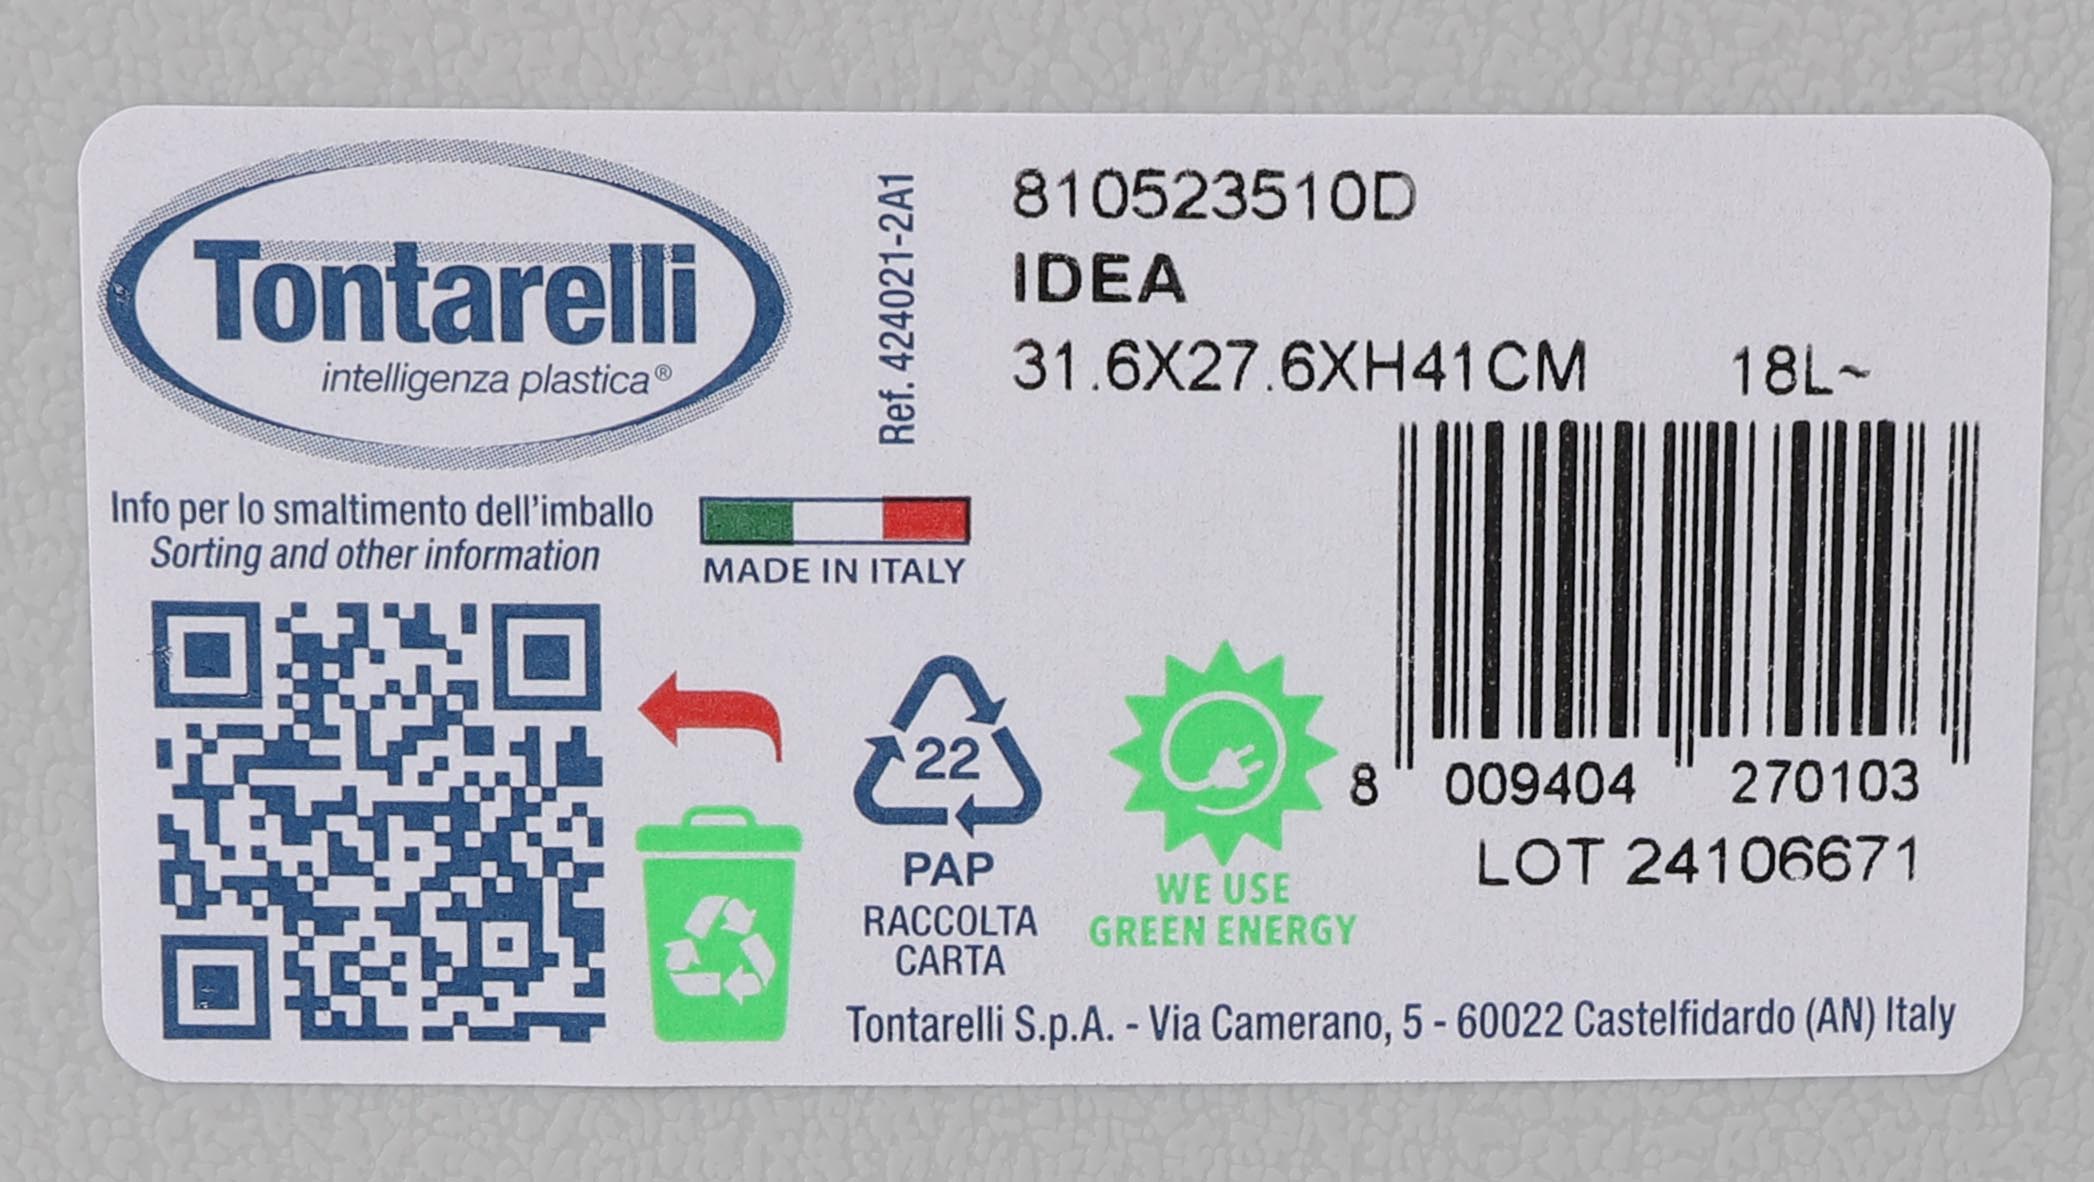 Tontarelli
intelligenza plastica®
Ref. 424021-2A1
810523510D
IDEA
31.6X27.6XH41CM 18L~
Info per lo smaltimento dell'imballo
Sorting and other information
MADE IN ITALY
22
PAP
RACCOLTA
CARTA
WE USE
GREEN ENERGY
8 009404 270103
LOT 24106671
Tontarelli S.p.A. - Via Camerano, 5 - 60022 Castelfidardo (AN) Italy